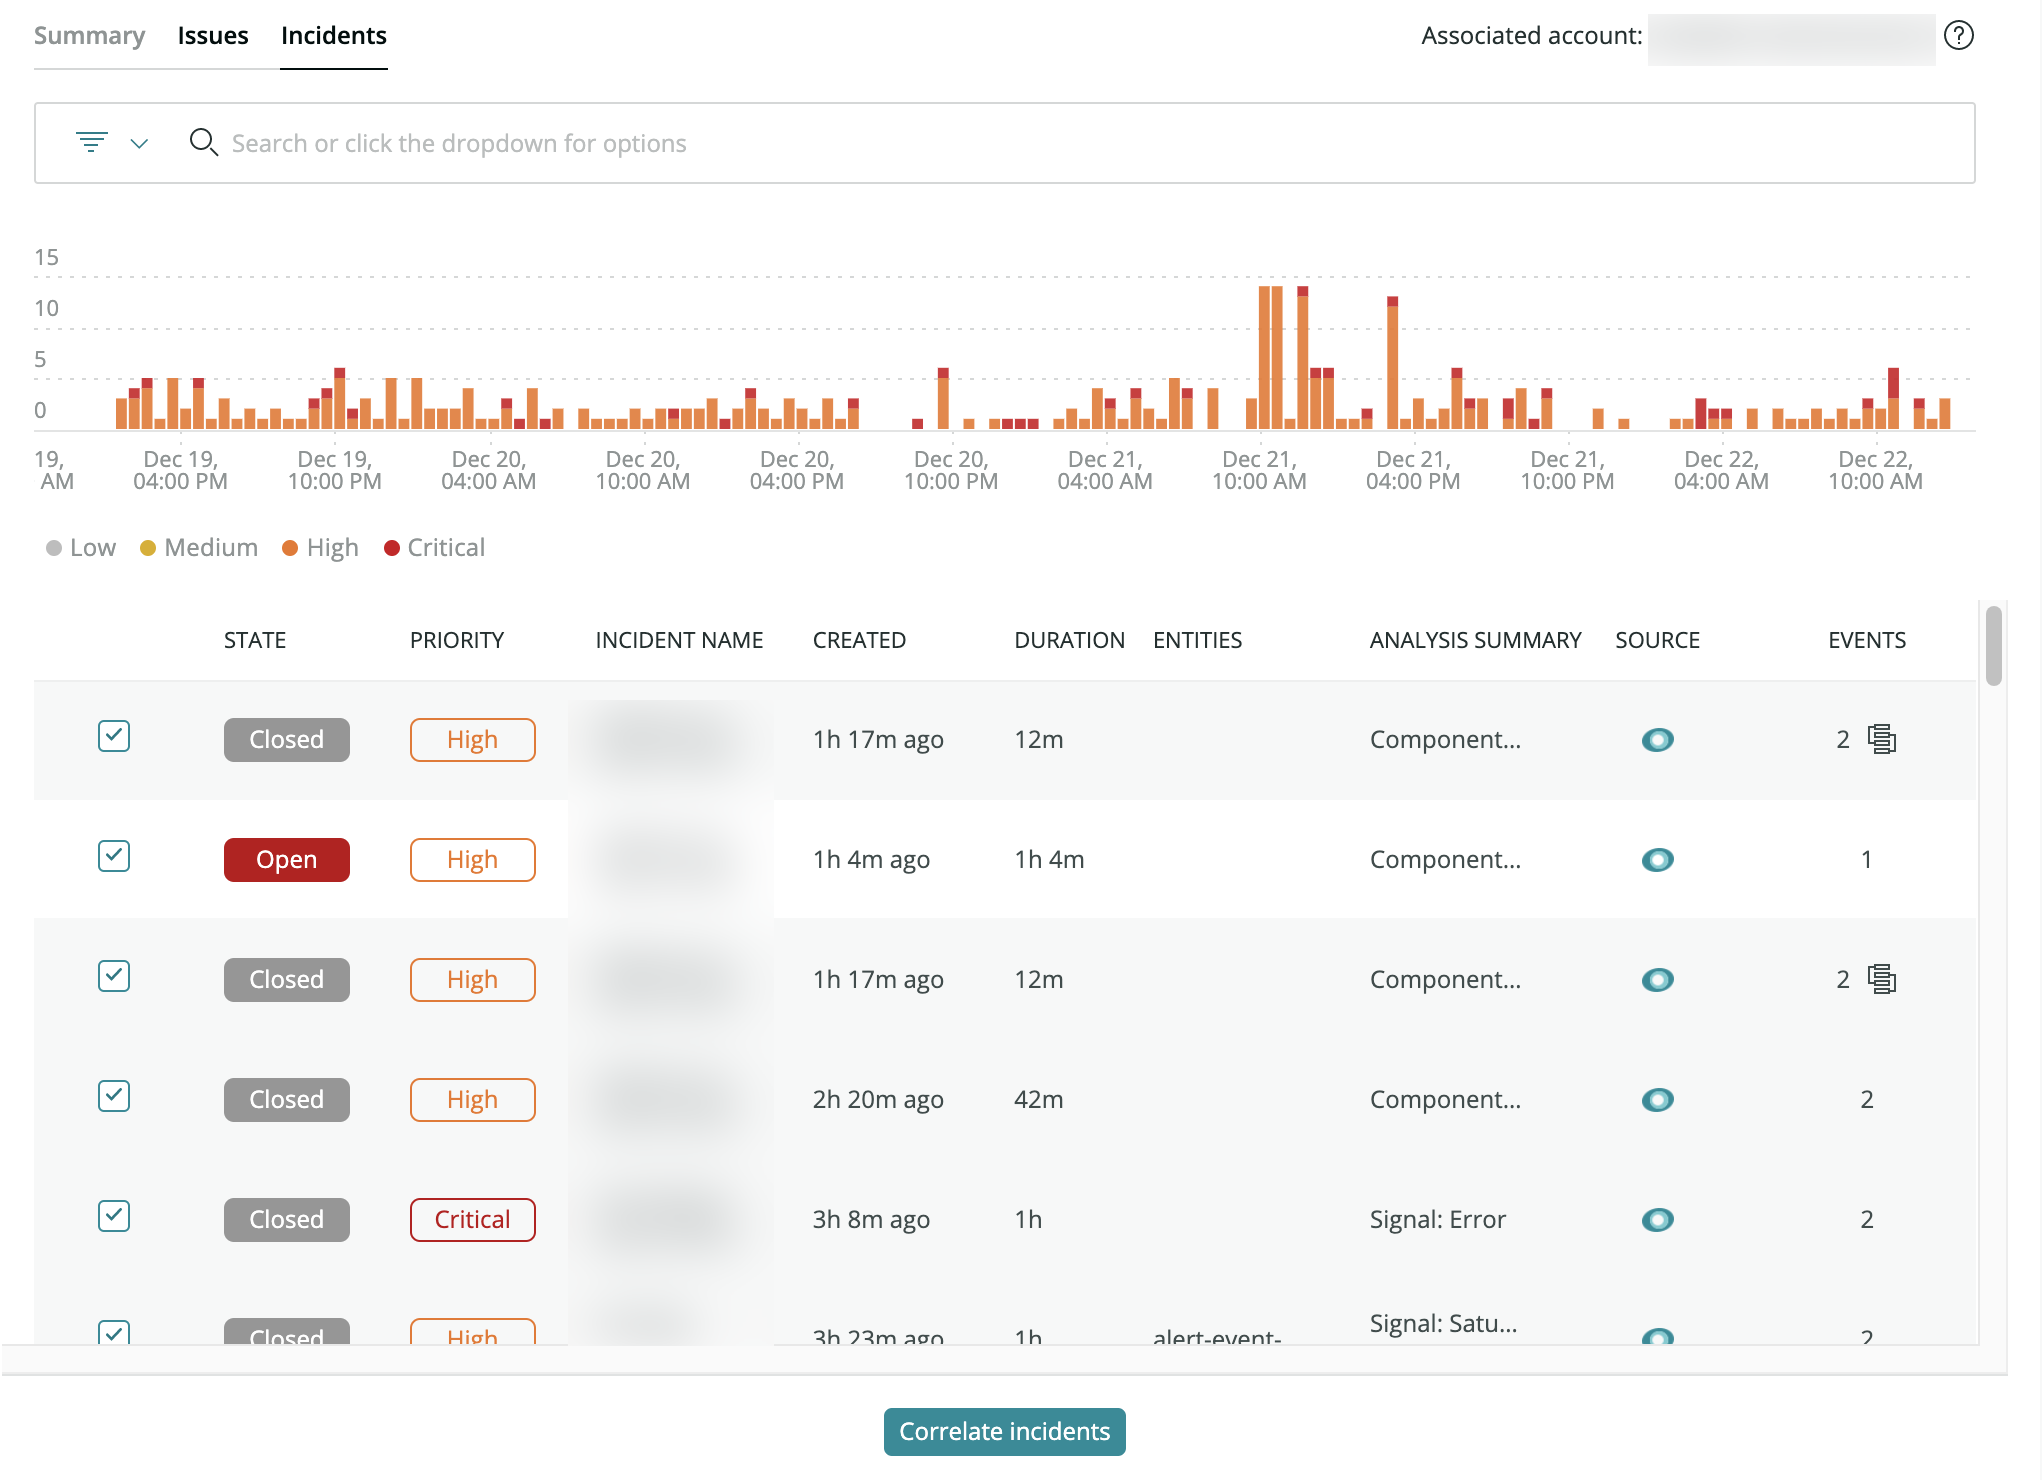 Summary Issues Incidents Associated account: ?
Search or click the dropdown for options
15
10
5
0
19, Dec 19, Dec 19, Dec 20, Dec 20, Dec 20, Dec 20, Dec 21, Dec 21, Dec 21, Dec 21, Dec 22, Dec 22,
AM 04:00 PM 10:00 PM 04:00 AM 10:00 AM 04:00 PM 10:00 PM 04:00 AM 10:00 AM 04:00 PM 10:00 PM 04:00 AM 10:00 AM
Low Medium High Critical
STATE PRIORITY INCIDENT NAME CREATED DURATION ENTITIES ANALYSIS SUMMARY SOURCE EVENTS
Closed High 1h 17m ago 12m Component... 2
Open High 1h 4m ago 1h 4m Component... 1
Closed High 1h 17m ago 12m Component... 2
Closed High 2h 20m ago 42m Component... 2
Closed Critical 3h 8m ago 1h Signal: Error 2
Closed High 3h 23m ago 1h alert-event- Signal: Satu... 2
Correlate incidents